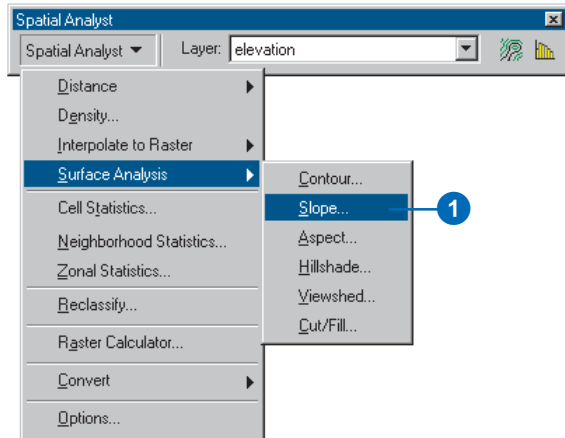 Spatial Analyst
Spatial Analyst Layer: elevation
Distance
Density...
Interpolate to Raster
Surface Analysis
Cell Statistics...
Neighborhood Statistics...
Zonal Statistics...
Reclassify...
Raster Calculator...
Convert
Options...
Contour...
Slope... 1
Aspect...
Hillshade...
Viewshed...
Cut/Fill...